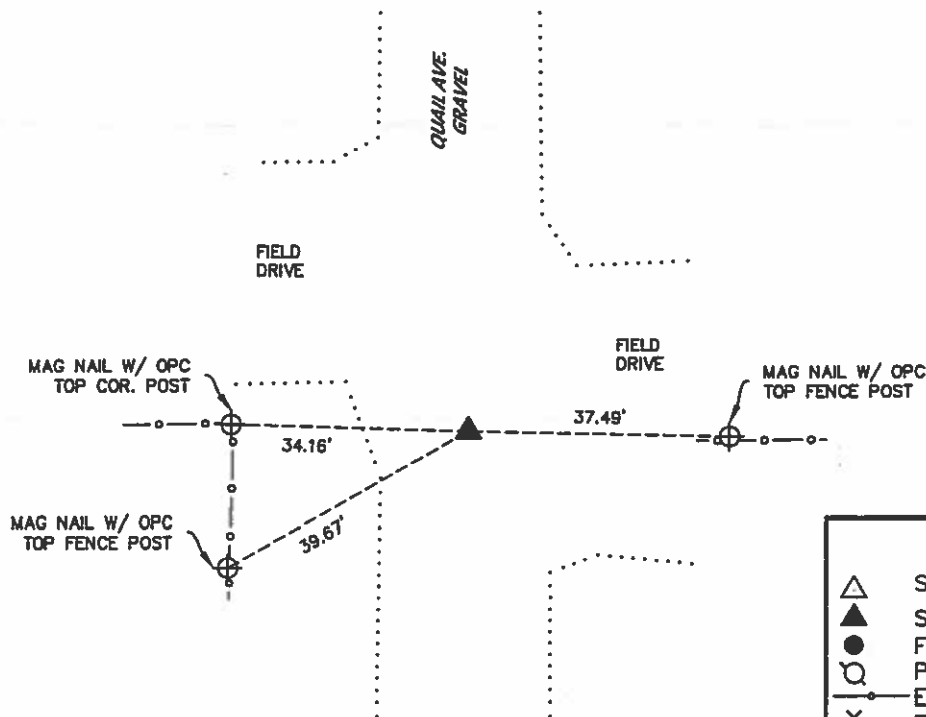 QUAIL AVE.
GRAVEL
FIELD
DRIVE
FIELD
DRIVE
MAG NAIL W/ OPC
TOP COR. POST
MAG NAIL W/ OPC
TOP FENCE POST
34.16'
37.49'
MAG NAIL W/ OPC
TOP FENCE POST
39.67'
S
S
F
P
E